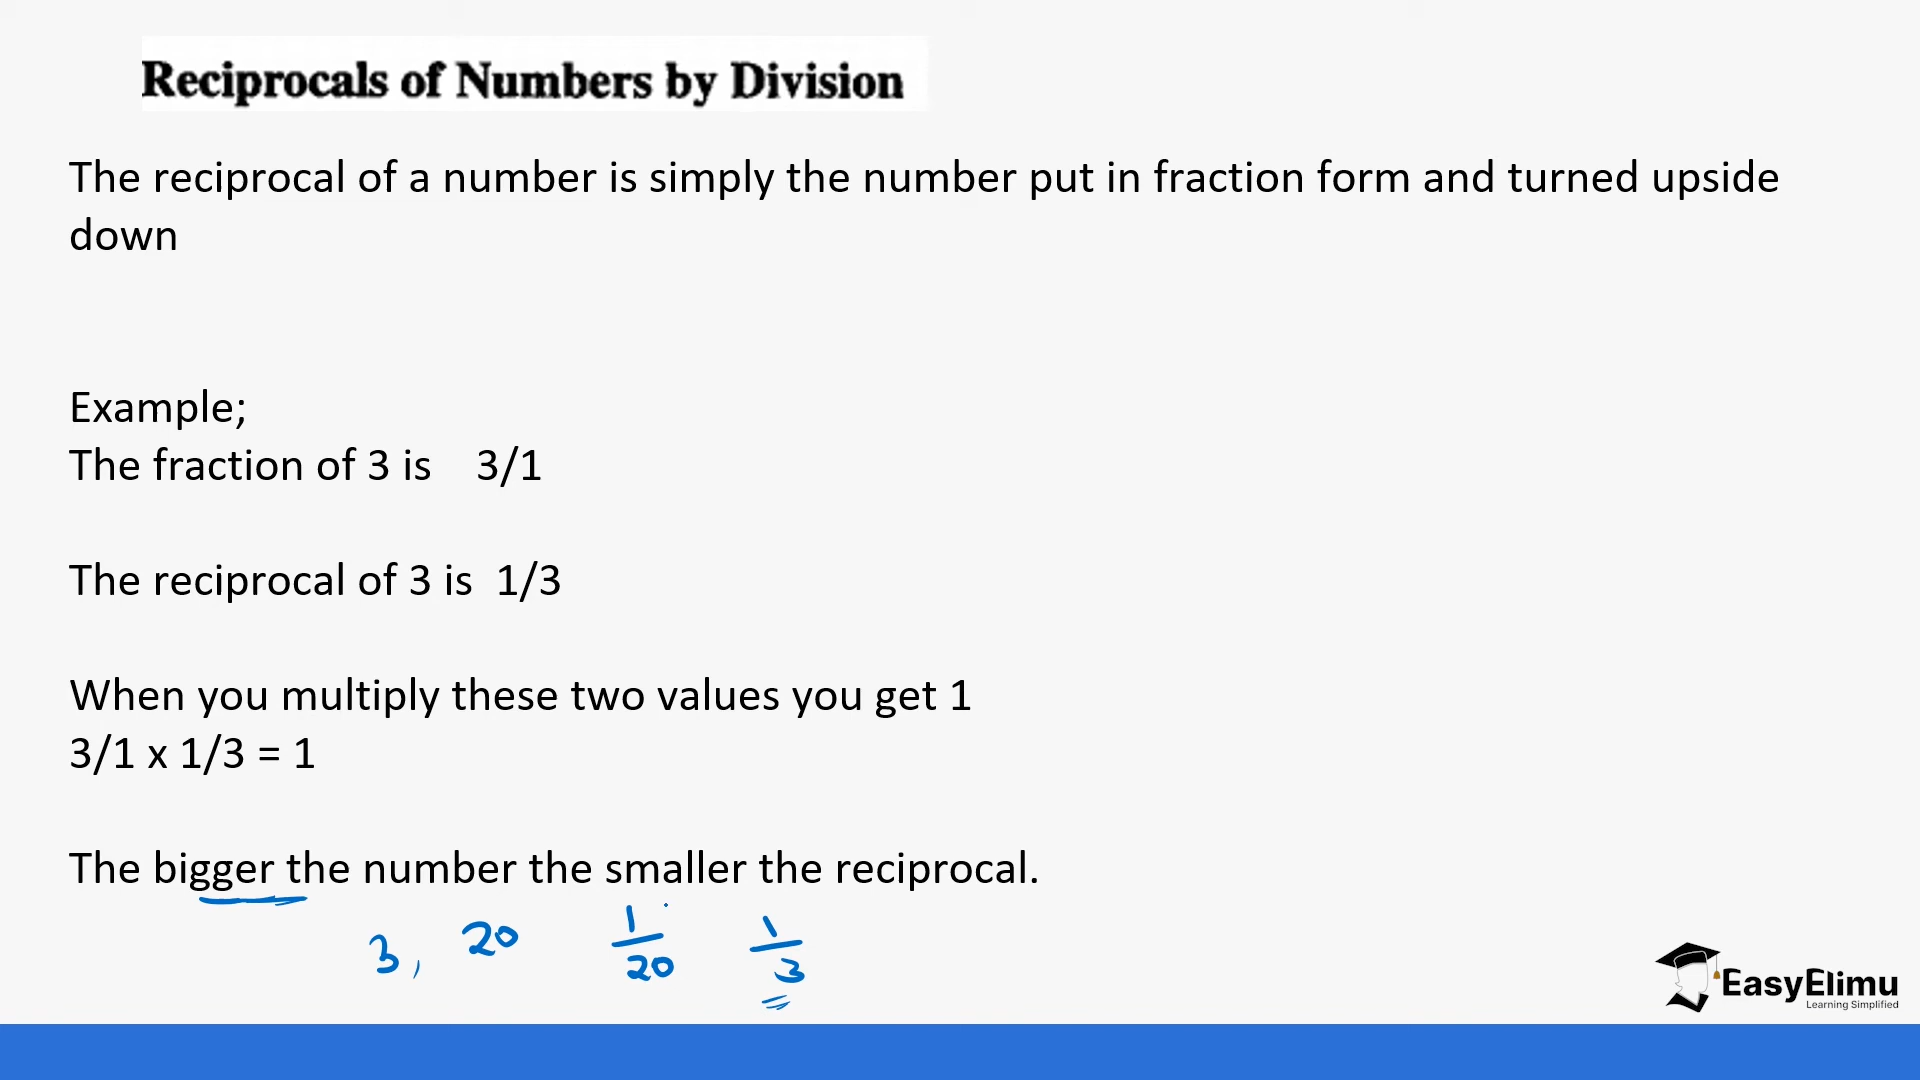 Reciprocals of Numbers by Division
The reciprocal of a number is simply the number put in fraction form and turned upside
down
Example;
The fraction of 3 is 3/1
The reciprocal of 3 is 1/3
When you multiply these two values you get 1
3/1 x 1/3 = 1
The bigger the number the smaller the reciprocal.
3, 20 1/20 1/3
EasyElimu
Learning Simplified